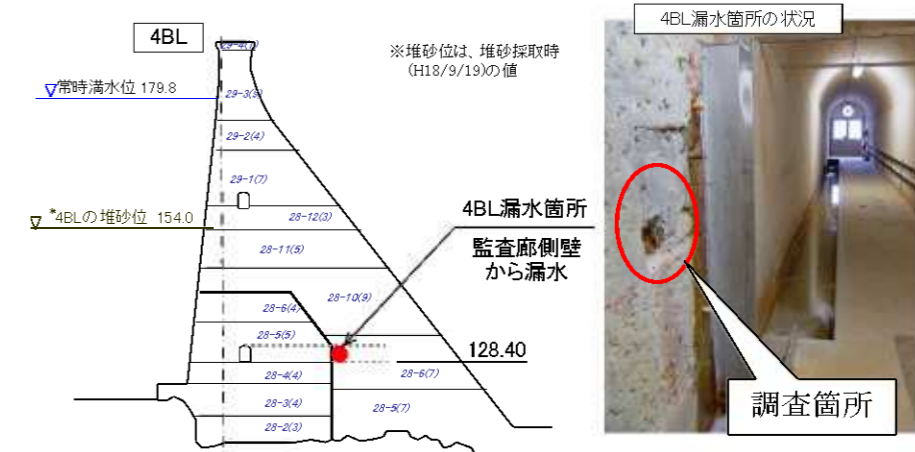 4BL
※堆砂位は、堆砂採取時
(H18/9/19)の値
▽常時満水位 179.8
29-4(7)
29-3(9)
29-2(4)
29-1(7)
▽*4BLの堆砂位 154.0
28-12(3)
28-11(5)
28-10(9)
28-6(4)
28-5(5)
28-4(4)
28-3(4)
28-2(3)
28-6(7)
28-5(7)
128.40
4BL漏水箇所
監査廊側壁
から漏水
4BL漏水箇所の状況
調査箇所